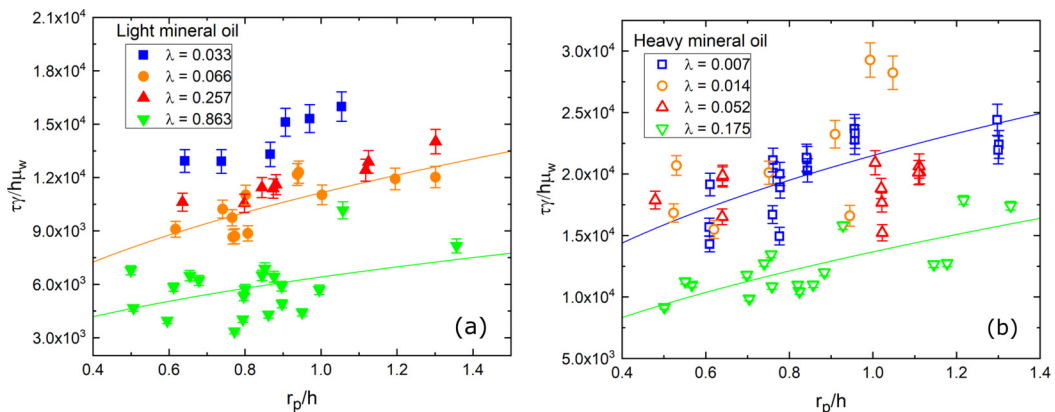 2.1x10⁴
1.8x10⁴
1.5x10⁴
1.2x10⁴
9.0x10³
6.0x10³
3.0x10³
τγ/hμw
Light mineral oil
λ = 0.033
λ = 0.066
λ = 0.257
λ = 0.863
(a)
0.4 0.6 0.8 1.0 1.2 1.4
rp/h
(b)
3.0x10⁴
2.5x10⁴
2.0x10⁴
1.5x10⁴
1.0x10⁴
5.0x10³
τγ/hμw
Heavy mineral oil
λ = 0.007
λ = 0.014
λ = 0.052
λ = 0.175
(b)
0.4 0.6 0.8 1.0 1.2 1.4
rp/h